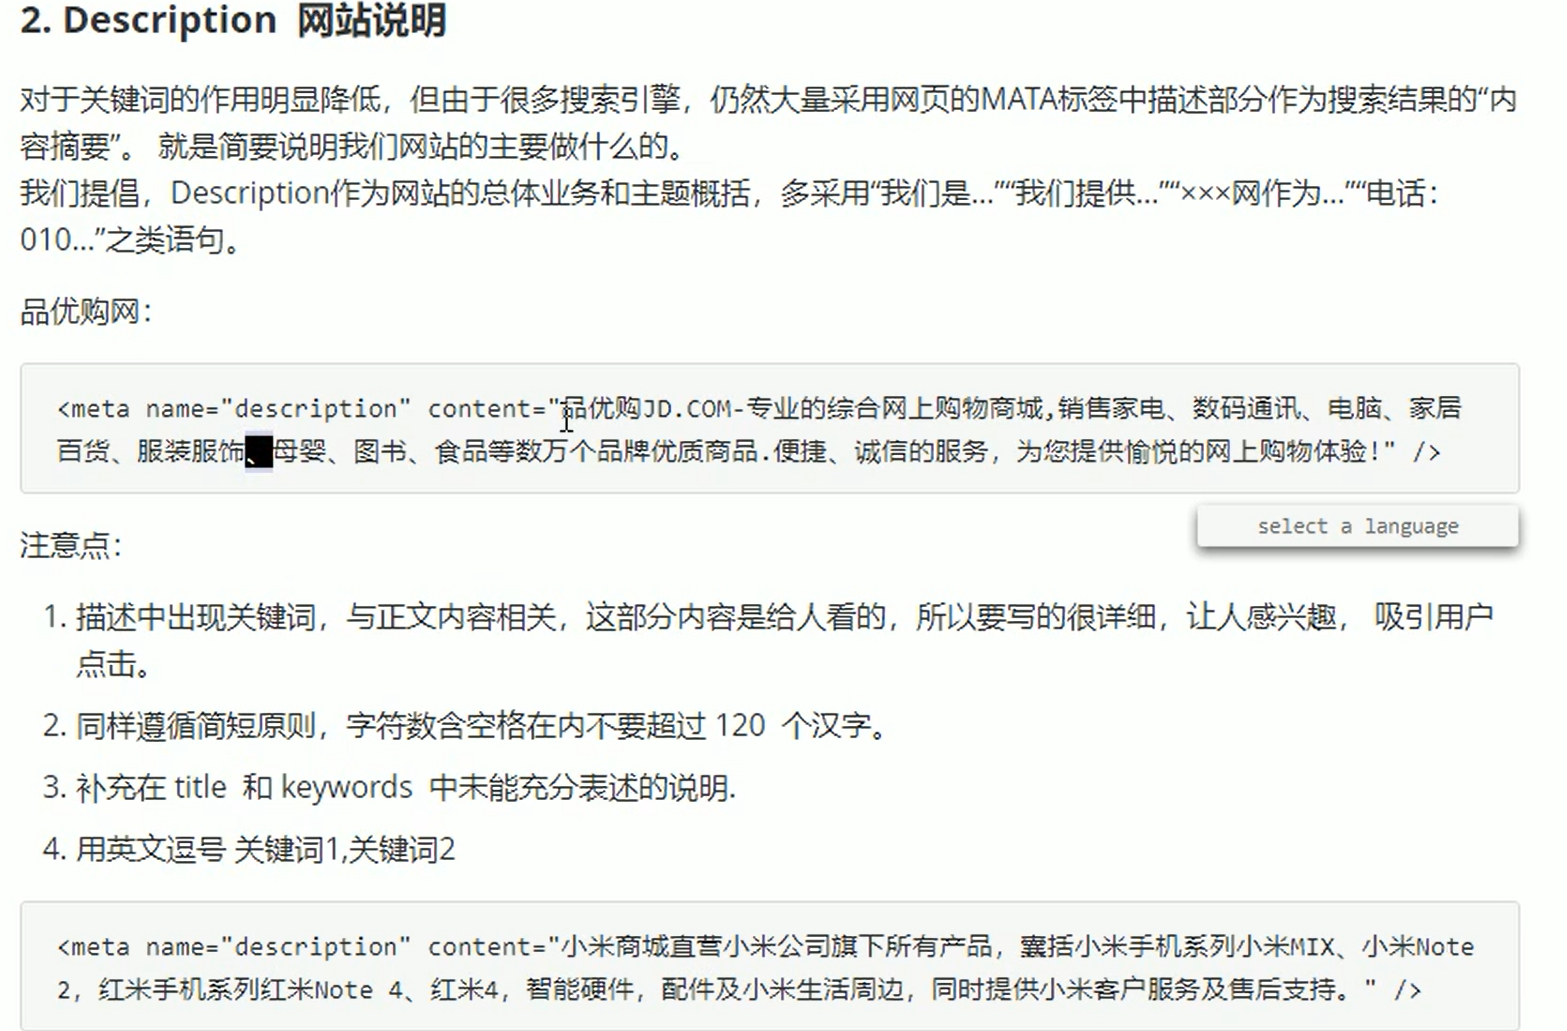 2. Description 网站说明
对于关键词的作用明显降低，但由于很多搜索引擎，仍然大量采用网页的MATA标签中描述部分作为搜索结果的“内
容摘要”。 就是简要说明我们网站的主要做什么的。
我们提倡，Description作为网站的总体业务和主题概括，多采用“我们是…”“我们提供…”“×××网作为…”“电话：
010…”之类语句。
品优购网：
<meta name="description" content="品优购JD.COM-专业的综合网上购物商城,销售家电、数码通讯、电脑、家居
百货、服装服饰、母婴、图书、食品等数万个品牌优质商品.便捷、诚信的服务，为您提供愉悦的网上购物体验!" />
select a language
注意点：
1. 描述中出现关键词，与正文内容相关，这部分内容是给人看的，所以要写的很详细，让人感兴趣， 吸引用户
点击。
2. 同样遵循简短原则，字符数含空格在内不要超过 120 个汉字。
3. 补充在 title 和 keywords 中未能充分表述的说明.
4. 用英文逗号 关键词1,关键词2
<meta name="description" content="小米商城直营小米公司旗下所有产品，囊括小米手机系列小米MIX、小米Note
2，红米手机系列红米Note 4、红米4，智能硬件，配件及小米生活周边，同时提供小米客户服务及售后支持。" />